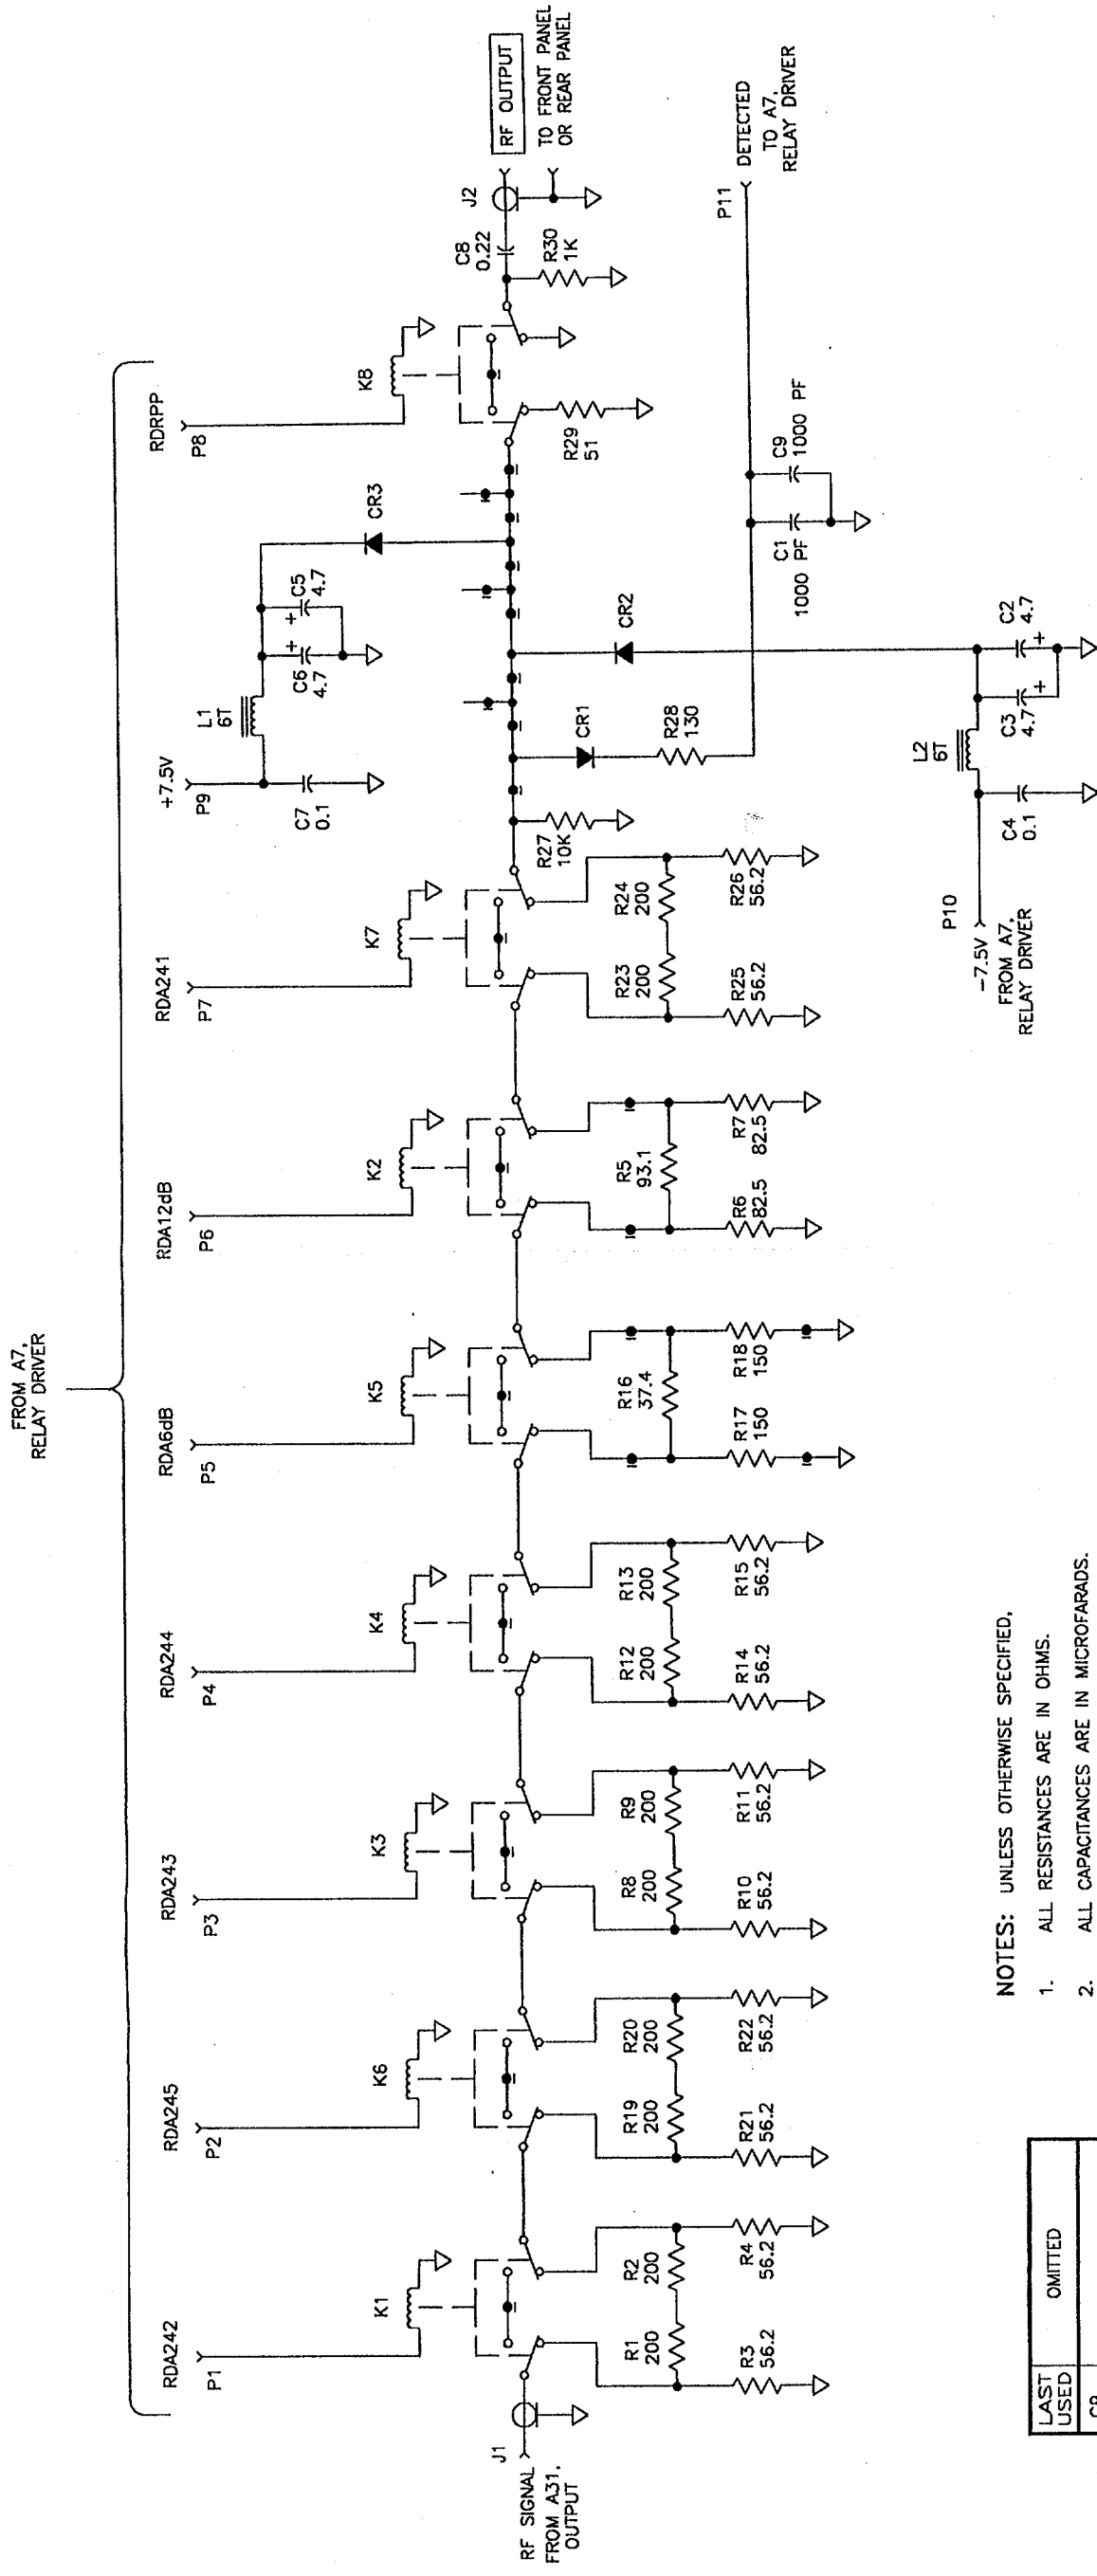 FROM A7,
RELAY DRIVER
RDA242
P1
RDA245
P2
RDA243
P3
RDA244
P4
RDA6dB
P5
RDA12dB
P6
RDA241
P7
+7.5V
P9
RDRPP
P8
K1
K6
K3
K4
K5
K2
K7
K8
L1
6T
C7
0.1
C6
4.7
+
C5
4.7
+
CR3
J1
RF SIGNAL
FROM A31,
OUTPUT
R1
200
R2
200
R3
56.2
R4
56.2
R19
200
R20
200
R21
56.2
R22
56.2
R8
200
R9
200
R10
56.2
R11
56.2
R12
200
R13
200
R14
56.2
R15
56.2
R16
37.4
R17
150
R18
150
R5
93.1
R6
82.5
R7
82.5
R23
200
R24
200
R25
56.2
R26
56.2
R27
10K
CR1
R28
130
CR2
R29
51
C8
0.22
R30
1K
J2
RF OUTPUT
TO FRONT PANEL
OR REAR PANEL
P11
DETECTED
TO A7,
RELAY DRIVER
C1
1000 PF
C9
1000 PF
P10
-7.5V
FROM A7,
RELAY DRIVER
L2
6T
C4
0.1
C3
4.7
+
C2
4.7
+
NOTES: UNLESS OTHERWISE SPECIFIED,
1. ALL RESISTANCES ARE IN OHMS.
2. ALL CAPACITANCES ARE IN MICROFARADS.
LAST
USED
OMITTED